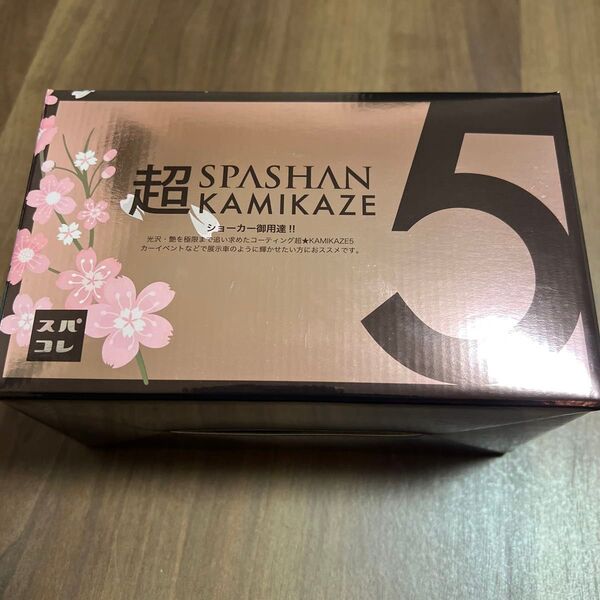 超 SPASHAN
KAMIKAZE
5
ショーカー御用達!!
光沢・艶を極限まで追い求めたコーティング超★KAMIKAZE5
カーイベントなどで展示車のように輝かせたい方におススメです。
スパ
コレ